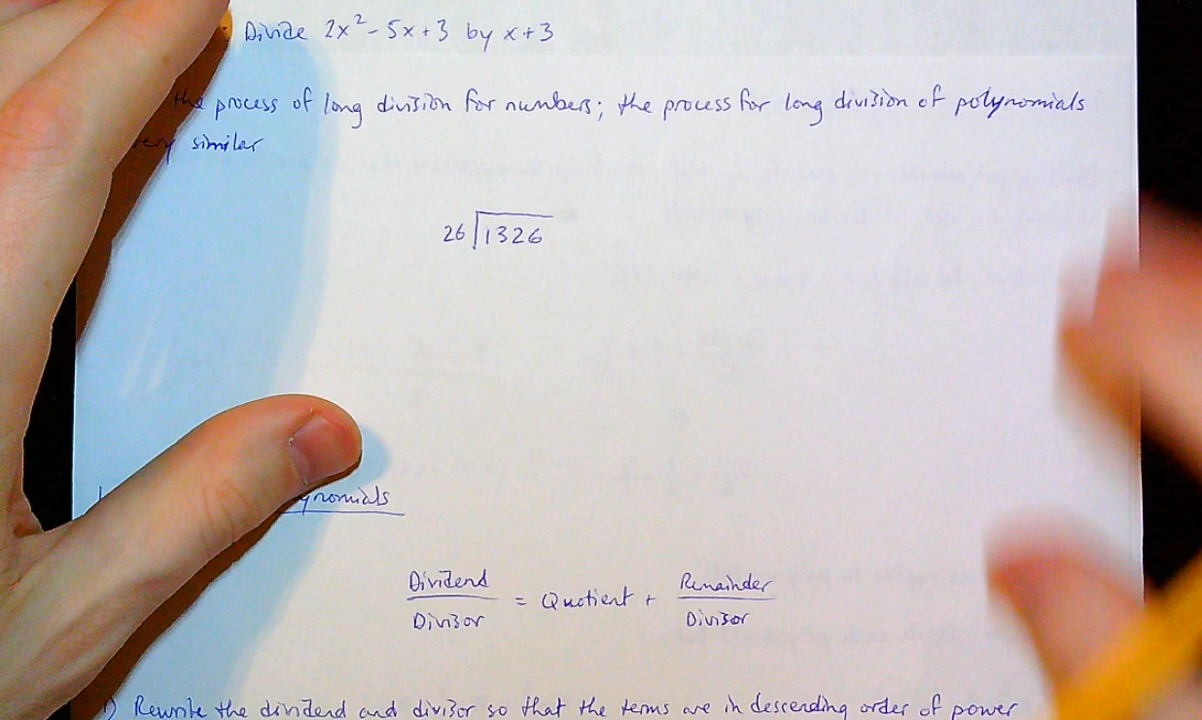 Divide 2x² - 5x + 3 by x + 3
the process of long division for numbers; the process for long division of polynomials
similar
26 1326
Dividend = Quotient + Remainder
Divisor Divisor
1) Rewrite the dividend and divisor so that the terms are in descending order of power